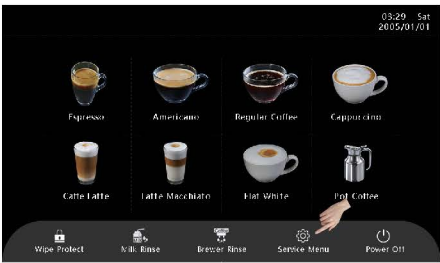 03:29 Sat
2005/01/01
Espresso Americano Regular Coffee Cappuccino
Caffe Latte Latte Macchiato Flat White Pot Coffee
Wipe Protect Milk Rinse Brewer Rinse Service Menu Power Off